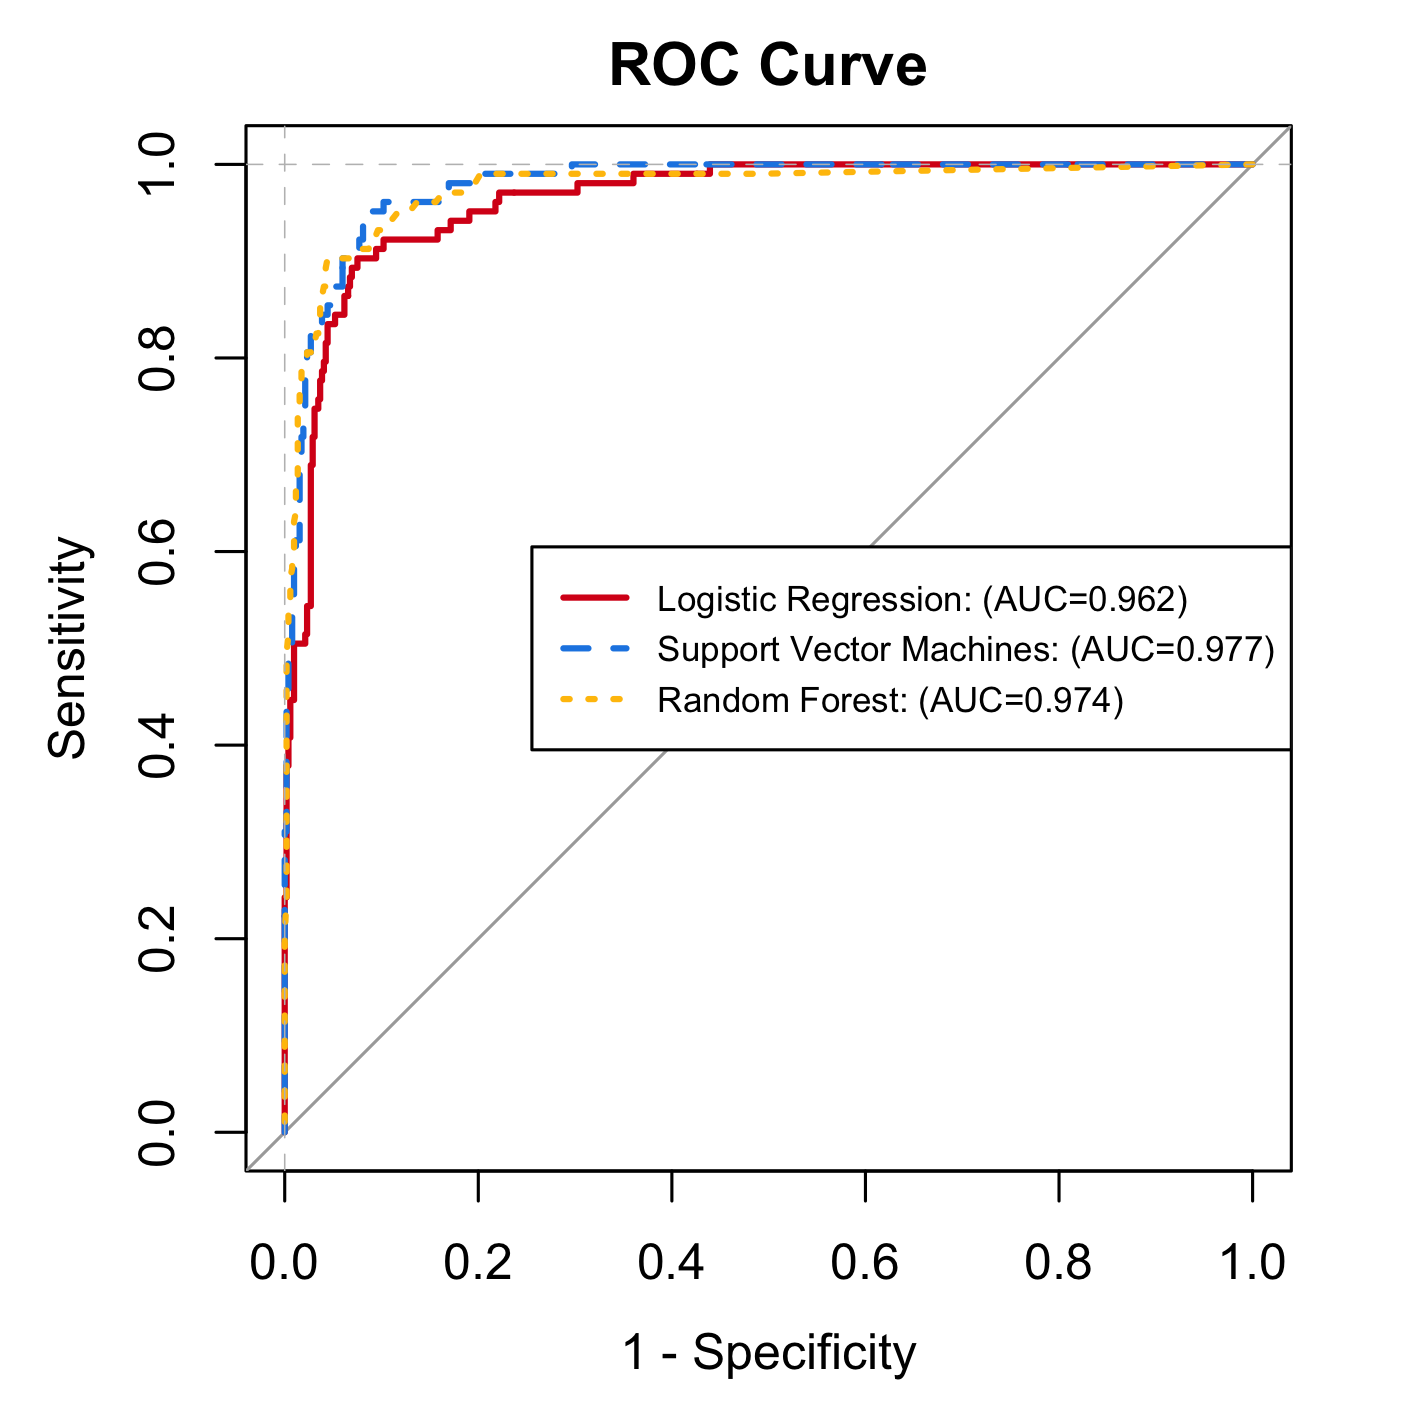 ROC Curve
Sensitivity
1.0
0.8
0.6
0.4
0.2
0.0
Logistic Regression: (AUC=0.962)
Support Vector Machines: (AUC=0.977)
Random Forest: (AUC=0.974)
0.0 0.2 0.4 0.6 0.8 1.0
1 - Specificity